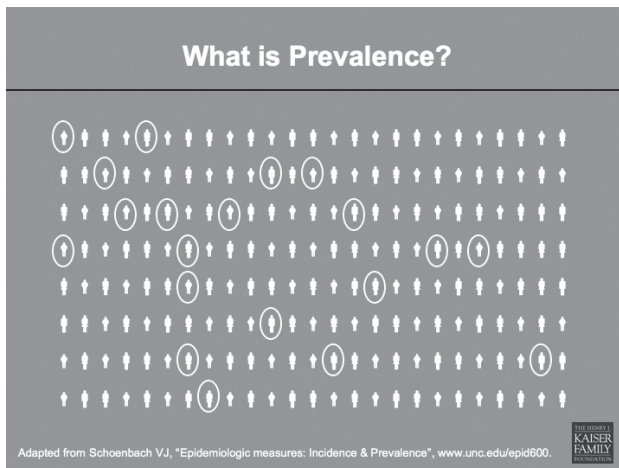 What is Prevalence?
Adapted from Schoenbach VJ, "Epidemiologic measures: Incidence & Prevalence", www.unc.edu/epid600.
THE HENRY J.
KAISER
FAMILY
FOUNDATION